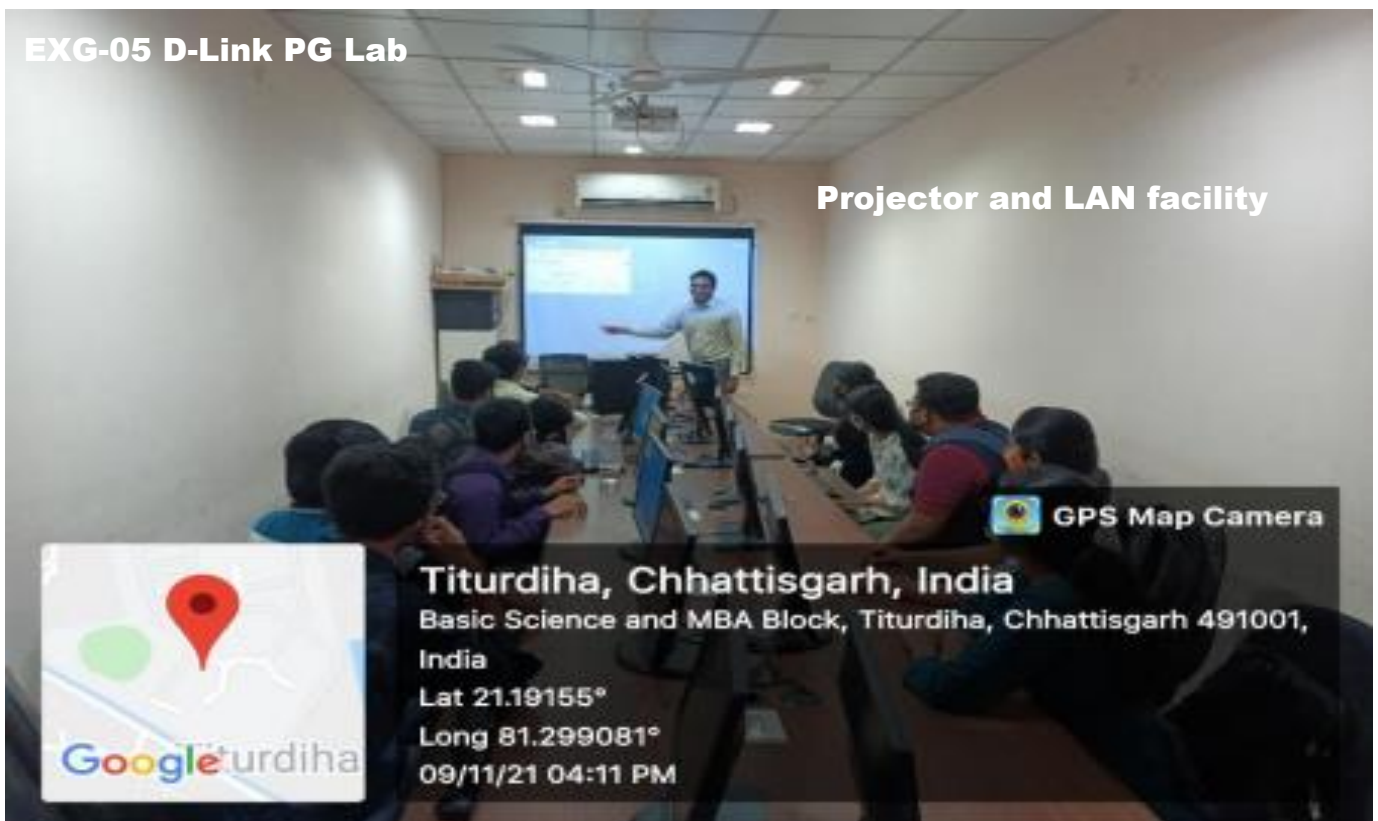 EXG-05 D-Link PG Lab
Projector and LAN facility
GPS Map Camera
Titurdiha, Chhattisgarh, India
Basic Science and MBA Block, Titurdiha, Chhattisgarh 491001,
India
Lat 21.19155°
Long 81.299081°
09/11/21 04:11 PM
Google